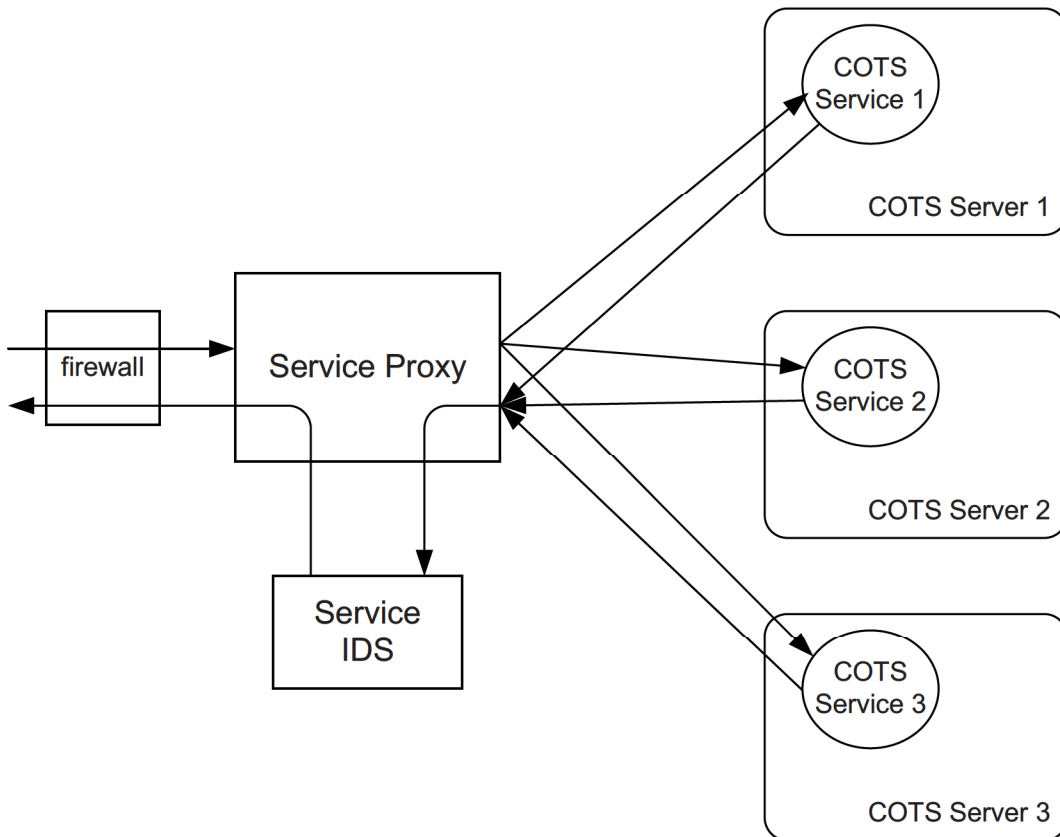 COTS
Service 1
COTS Server 1
firewall
Service Proxy
COTS
Service 2
COTS Server 2
Service
IDS
COTS
Service 3
COTS Server 3